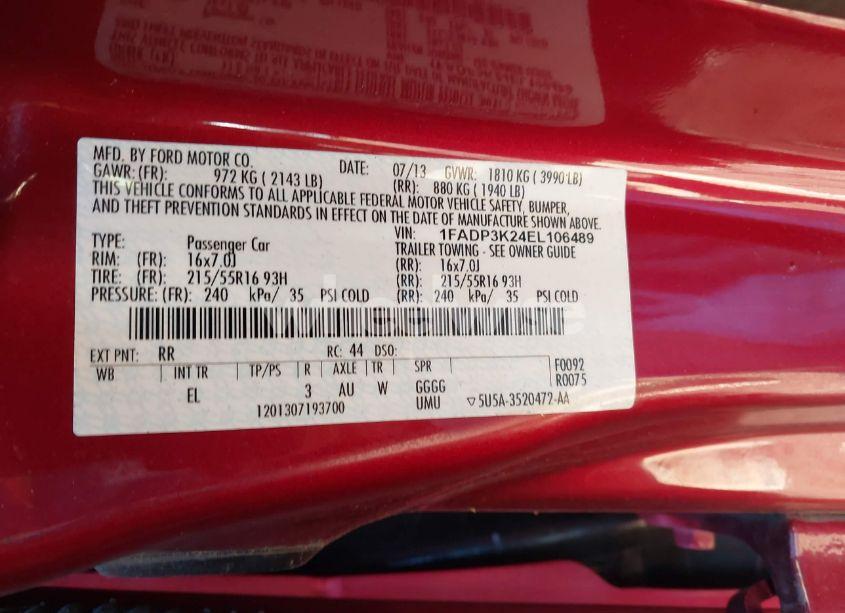 MFD. BY FORD MOTOR CO.
DATE: 07/13 GVWR: 1810 KG ( 3990 LB)
GAWR: (FR): 972 KG ( 2143 LB) (RR): 880 KG ( 1940 LB)
THIS VEHICLE CONFORMS TO ALL APPLICABLE FEDERAL MOTOR VEHICLE SAFETY, BUMPER,
AND THEFT PREVENTION STANDARDS IN EFFECT ON THE DATE OF MANUFACTURE SHOWN ABOVE.
VIN: 1FADP3K24EL106489
TYPE: Passenger Car TRAILER TOWING - SEE OWNER GUIDE
RIM: (FR): 16x7.0J (RR): 16x7.0J
TIRE: (FR): 215/55R16 93H (RR): 215/55R16 93H
PRESSURE: (FR): 240 kPa/ 35 PSI COLD (RR): 240 kPa/ 35 PSI COLD
EXT PNT: RR RC: 44 DSO:
WB INT TR TP/PS R AXLE TR SPR F0092
R0075
EL 3 AU W GGGG
1201307193700 UMU ▽5U5A-3520472-AA